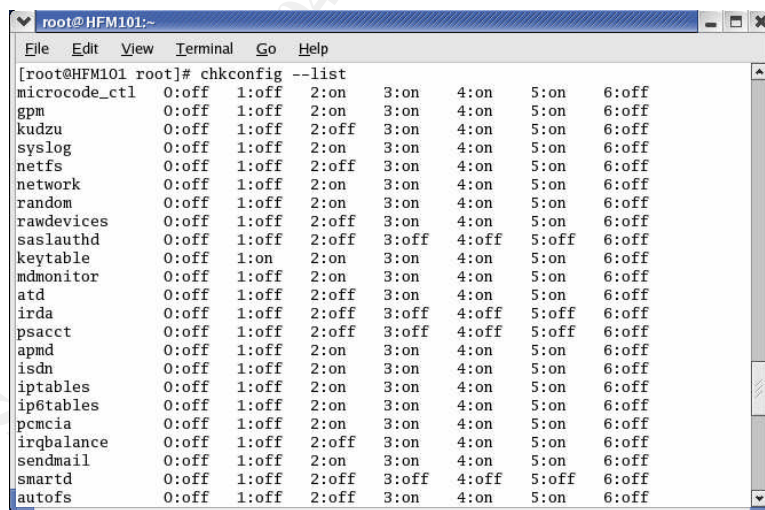 root@HFM101:~
File Edit View Terminal Go Help
[root@HFM101 root]# chkconfig --list
microcode_ctl 0:off 1:off 2:on 3:on 4:on 5:on 6:off
gpm 0:off 1:off 2:on 3:on 4:on 5:on 6:off
kudzu 0:off 1:off 2:off 3:on 4:on 5:on 6:off
syslog 0:off 1:off 2:on 3:on 4:on 5:on 6:off
netfs 0:off 1:off 2:off 3:on 4:on 5:on 6:off
network 0:off 1:off 2:on 3:on 4:on 5:on 6:off
random 0:off 1:off 2:on 3:on 4:on 5:on 6:off
rawdevices 0:off 1:off 2:off 3:on 4:on 5:on 6:off
saslauthd 0:off 1:off 2:off 3:off 4:off 5:off 6:off
keytable 0:off 1:on 2:on 3:on 4:on 5:on 6:off
mdmonitor 0:off 1:off 2:on 3:on 4:on 5:on 6:off
atd 0:off 1:off 2:off 3:on 4:on 5:on 6:off
irda 0:off 1:off 2:off 3:off 4:off 5:off 6:off
psacct 0:off 1:off 2:off 3:off 4:off 5:off 6:off
apmd 0:off 1:off 2:on 3:on 4:on 5:on 6:off
isdn 0:off 1:off 2:on 3:on 4:on 5:on 6:off
iptables 0:off 1:off 2:on 3:on 4:on 5:on 6:off
ip6tables 0:off 1:off 2:on 3:on 4:on 5:on 6:off
pcmcia 0:off 1:off 2:on 3:on 4:on 5:on 6:off
irqbalance 0:off 1:off 2:off 3:on 4:on 5:on 6:off
sendmail 0:off 1:off 2:on 3:on 4:on 5:on 6:off
smartd 0:off 1:off 2:off 3:off 4:off 5:off 6:off
autofs 0:off 1:off 2:off 3:on 4:on 5:on 6:off